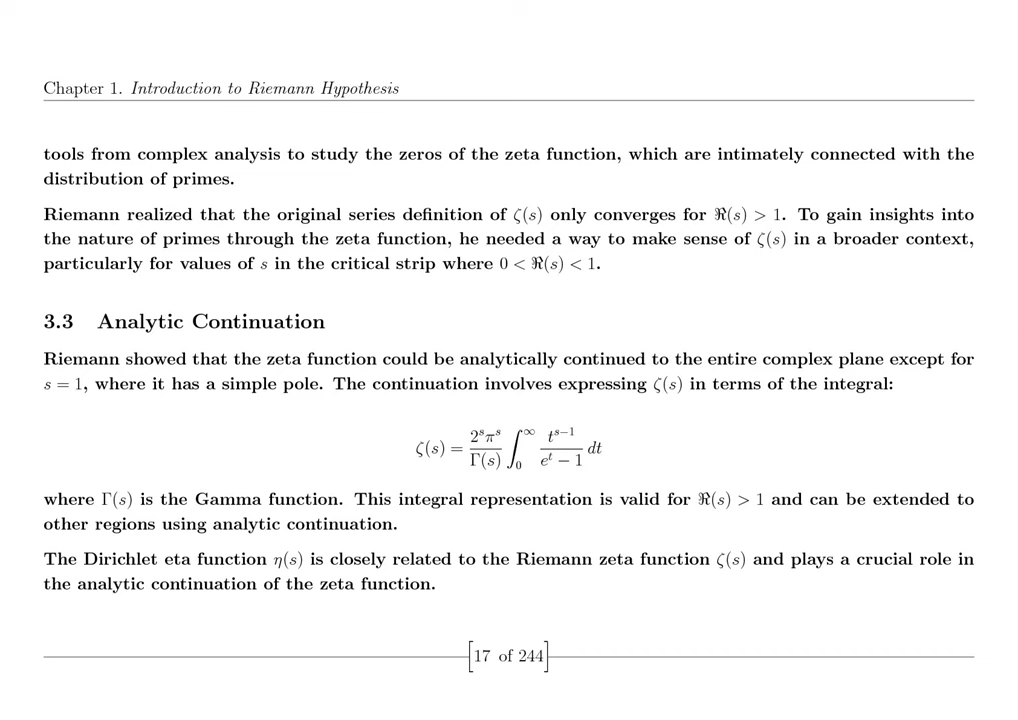 Chapter 1. Introduction to Riemann Hypothesis
tools from complex analysis to study the zeros of the zeta function, which are intimately connected with the
distribution of primes.
Riemann realized that the original series definition of ζ(s) only converges for ℜ(s) > 1. To gain insights into
the nature of primes through the zeta function, he needed a way to make sense of ζ(s) in a broader context,
particularly for values of s in the critical strip where 0 < ℜ(s) < 1.
3.3 Analytic Continuation
Riemann showed that the zeta function could be analytically continued to the entire complex plane except for
s = 1, where it has a simple pole. The continuation involves expressing ζ(s) in terms of the integral:
ζ(s) = \frac{2^s π^s}{Γ(s)} ∫_0^∞ \frac{t^{s−1}}{e^t − 1} dt
where Γ(s) is the Gamma function. This integral representation is valid for ℜ(s) > 1 and can be extended to
other regions using analytic continuation.
The Dirichlet eta function η(s) is closely related to the Riemann zeta function ζ(s) and plays a crucial role in
the analytic continuation of the zeta function.
[17 of 244]